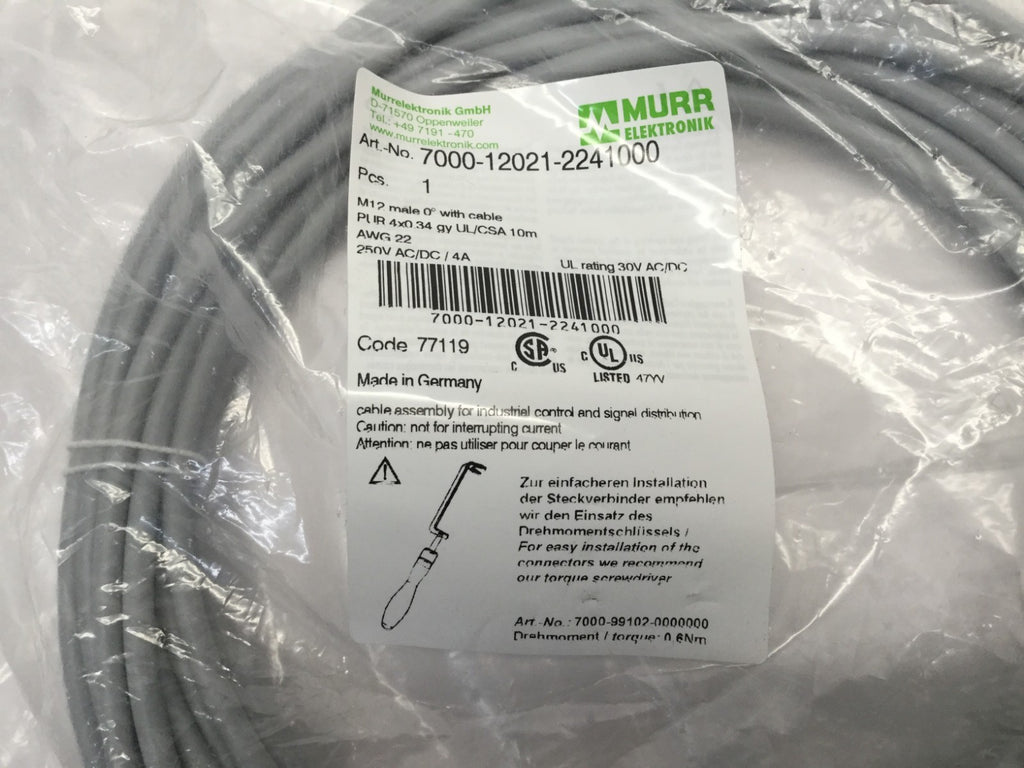 Murrelektronik GmbH
D-71570 Oppenweiler
Tel.: +49 7191 -470
www.murrelektronik.com
MURR
ELEKTRONIK
Art.-No. 7000-12021-2241000
Pcs. 1
M12 male 0° with cable
PUR 4x0.34 gy UL/CSA 10m
AWG 22
250V AC/DC / 4A
UL rating 30V AC/DC
7000-12021-2241000
Code 77119
C SA ® US
C UL US
LISTED 47YV
Made in Germany
cable assembly for industrial control and signal distribution
Caution: not for interrupting current
Attention: ne pas utiliser pour couper le courant
Zur einfacheren Installation
der Steckverbinder empfehlen
wir den Einsatz des
Drehmomentschlüssels /
For easy installation of the
connectors we recommend
our torque screwdriver
Art.-No.: 7000-99102-0000000
Drehmoment / torque: 0,6Nm